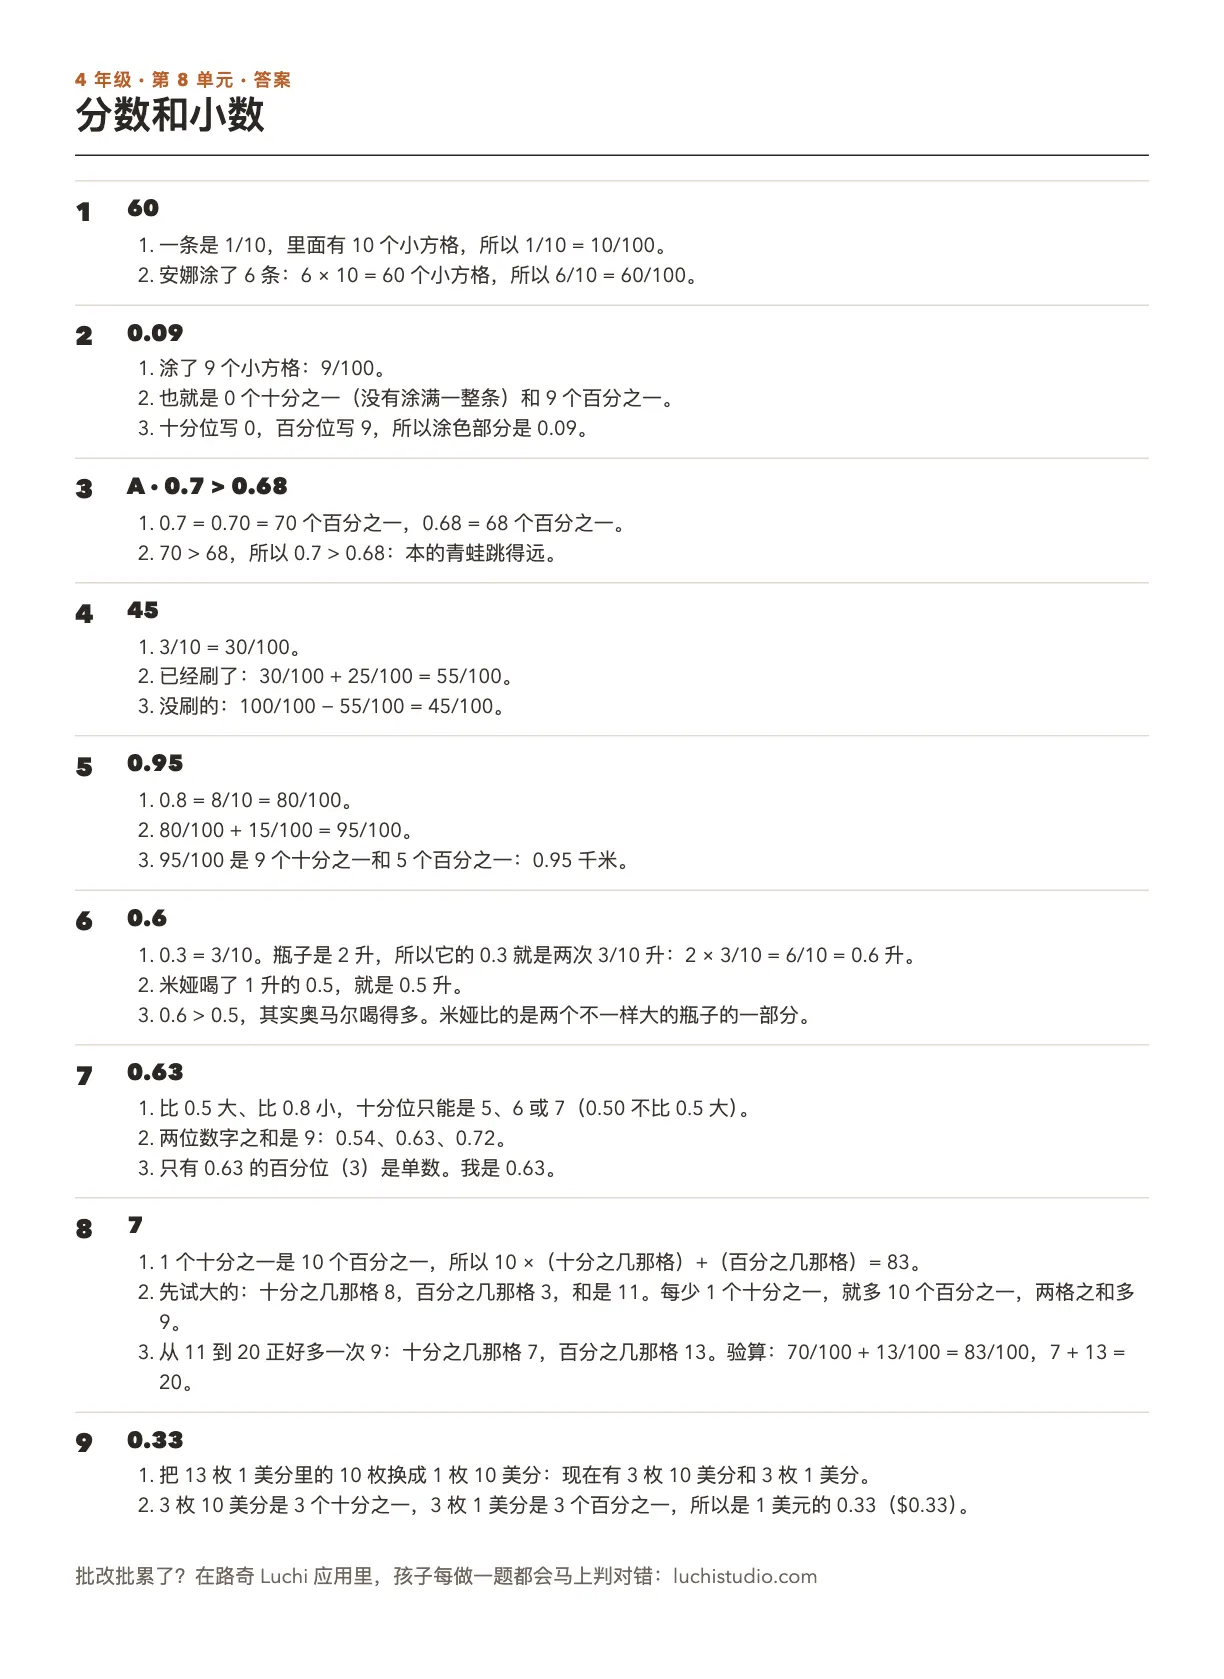 4 年级 · 第 8 单元 · 答案
分数和小数
1 60
1. 一条是 1/10，里面有 10 个小方格，所以 1/10 = 10/100。
2. 安娜涂了 6 条：6 × 10 = 60 个小方格，所以 6/10 = 60/100。
2 0.09
1. 涂了 9 个小方格：9/100。
2. 也就是 0 个十分之一（没有涂满一整条）和 9 个百分之一。
3. 十分位写 0，百分位写 9，所以涂色部分是 0.09。
3 A · 0.7 > 0.68
1. 0.7 = 0.70 = 70 个百分之一，0.68 = 68 个百分之一。
2. 70 > 68，所以 0.7 > 0.68：本的青蛙跳得远。
4 45
1. 3/10 = 30/100。
2. 已经刷了：30/100 + 25/100 = 55/100。
3. 没刷的：100/100 − 55/100 = 45/100。
5 0.95
1. 0.8 = 8/10 = 80/100。
2. 80/100 + 15/100 = 95/100。
3. 95/100 是 9 个十分之一和 5 个百分之一：0.95 千米。
6 0.6
1. 0.3 = 3/10。瓶子是 2 升，所以它的 0.3 就是两次 3/10 升：2 × 3/10 = 6/10 = 0.6 升。
2. 米娅喝了 1 升的 0.5，就是 0.5 升。
3. 0.6 > 0.5，其实奥马尔喝得多。米娅比的是两个不一样大的瓶子的一部分。
7 0.63
1. 比 0.5 大、比 0.8 小，十分位只能是 5、6 或 7（0.50 不比 0.5 大）。
2. 两位数字之和是 9：0.54、0.63、0.72。
3. 只有 0.63 的百分位（3）是单数。我是 0.63。
8 7
1. 1 个十分之一是 10 个百分之一，所以 10 ×（十分之几那格）+（百分之几那格）= 83。
2. 先试大的：十分之几那格 8，百分之几那格 3，和是 11。每少 1 个十分之一，就多 10 个百分之一，两格之和多
9。
3. 从 11 到 20 正好多一次 9：十分之几那格 7，百分之几那格 13。验算：70/100 + 13/100 = 83/100，7 + 13 =
20。
9 0.33
1. 把 13 枚 1 美分里的 10 枚换成 1 枚 10 美分：现在有 3 枚 10 美分和 3 枚 1 美分。
2. 3 枚 10 美分是 3 个十分之一，3 枚 1 美分是 3 个百分之一，所以是 1 美元的 0.33（$0.33）。
批改批累了？在路奇 Luchi 应用里，孩子每做一题都会马上判对错：luchistudio.com